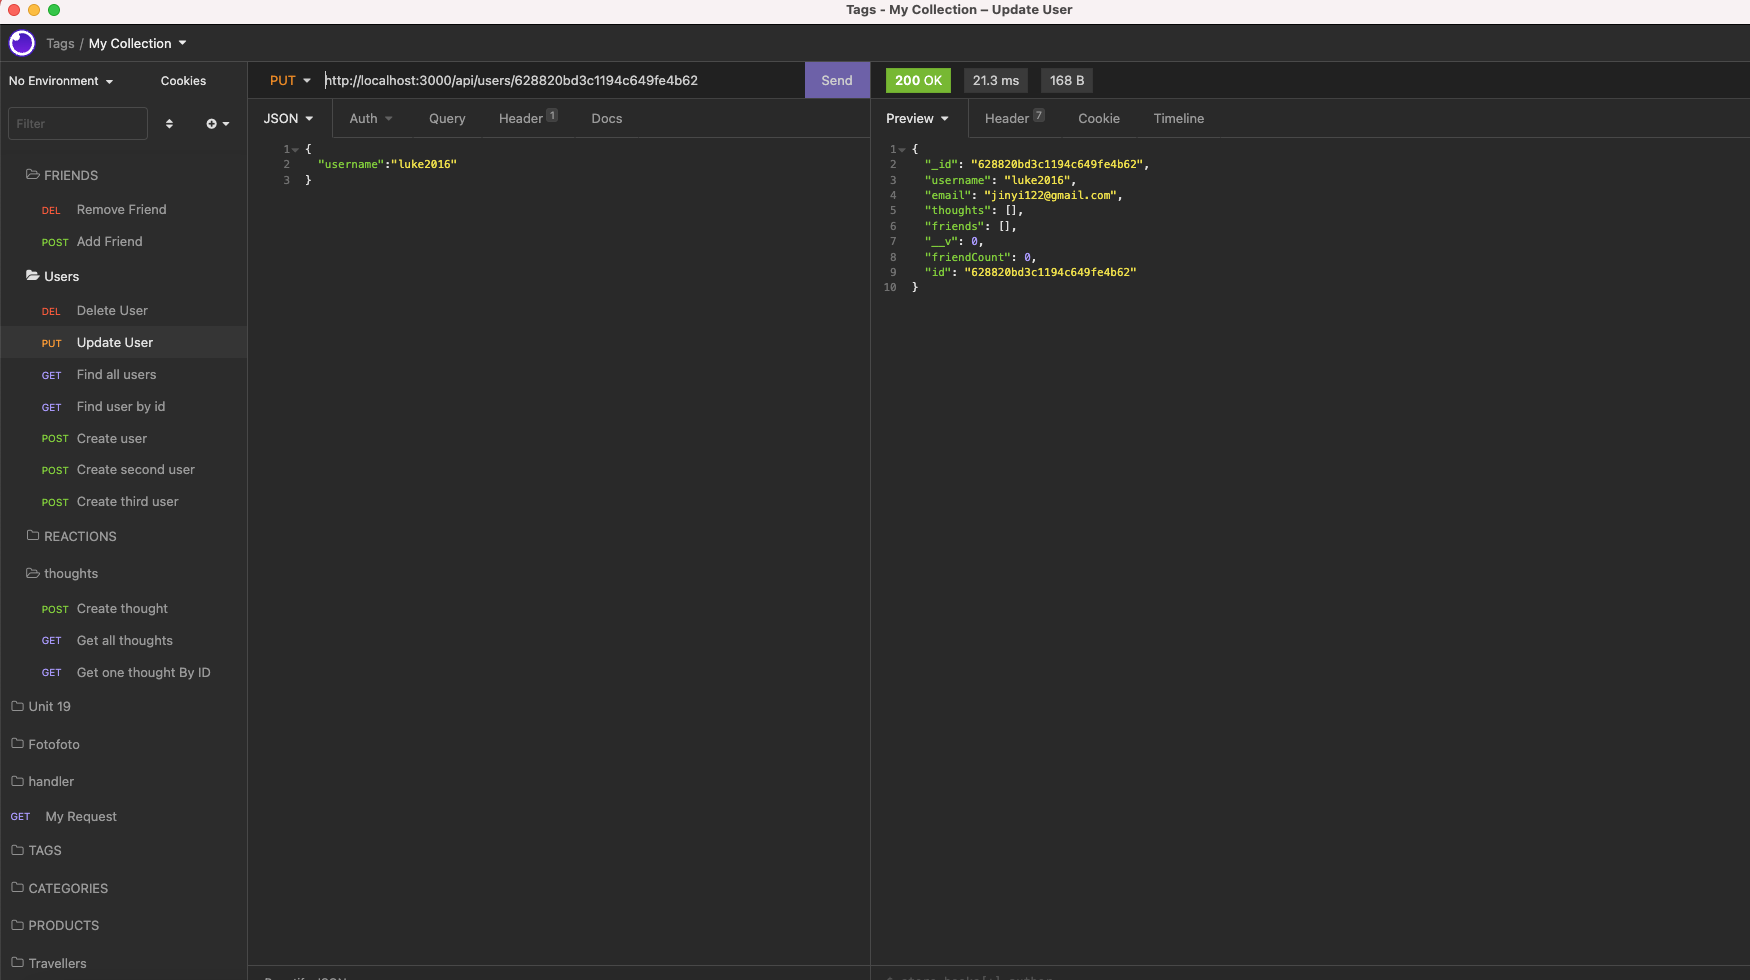 Tags - My Collection – Update User
Tags / My Collection
No Environment
Cookies
Filter
FRIENDS
DEL Remove Friend
POST Add Friend
Users
DEL Delete User
PUT Update User
GET Find all users
GET Find user by id
POST Create user
POST Create second user
POST Create third user
REACTIONS
thoughts
POST Create thought
GET Get all thoughts
GET Get one thought By ID
Unit 19
Fotofoto
handler
GET My Request
TAGS
CATEGORIES
PRODUCTS
Travellers
PUT http://localhost:3000/api/users/628820bd3c1194c649fe4b62 Send
JSON Auth Query Header 1 Docs
1 {
2 "username":"luke2016"
3 }
200 OK 21.3 ms 168 B
Preview Header 7 Cookie Timeline
1 {
2 "_id": "628820bd3c1194c649fe4b62",
3 "username": "luke2016",
4 "email": "jinyi122@gmail.com",
5 "thoughts": [],
6 "friends": [],
7 "__v": 0,
8 "friendCount": 0,
9 "id": "628820bd3c1194c649fe4b62"
10 }